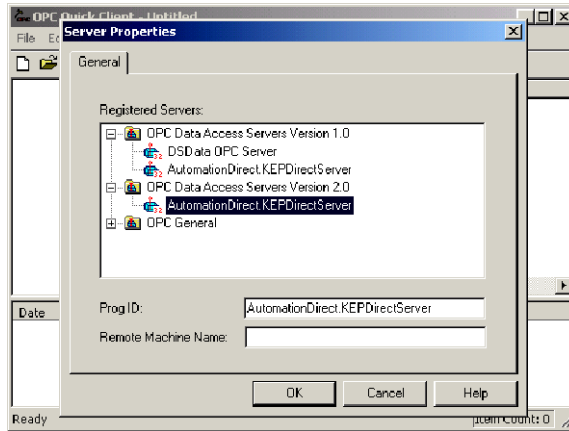 OPC Quick Client - Untitled
File
Server Properties
General
Registered Servers:
OPC Data Access Servers Version 1.0
DSData OPC Server
AutomationDirect.KEPDirectServer
OPC Data Access Servers Version 2.0
AutomationDirect.KEPDirectServer
OPC General
Prog ID:
AutomationDirect.KEPDirectServer
Remote Machine Name:
OK
Cancel
Help
Date
Ready
Item Count: 0